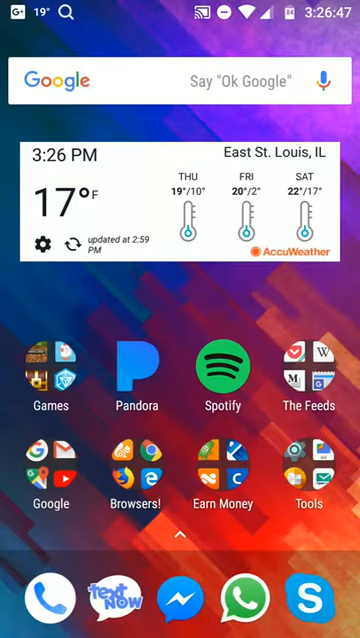 G+ 19° 3:26:47
Google Say "Ok Google"
3:26 PM East St. Louis, IL
THU FRI SAT
17°F 19°/10° 20°/2° 22°/17°
updated at 2:59
PM
AccuWeather
W
M
Games Pandora Spotify The Feeds
G M
C
Google Browsers! Earn Money Tools
text
NOW
S